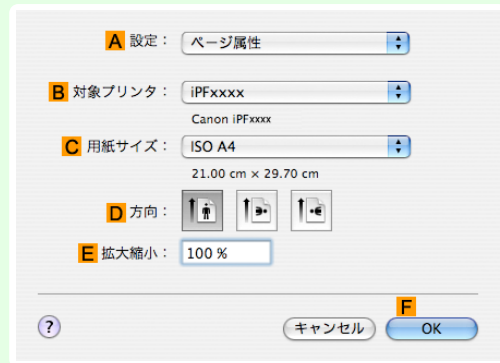 A 設定： ページ属性
B 対象プリンタ： iPFxxxx
Canon iPFxxxx
C 用紙サイズ： ISO A4
21.00 cm × 29.70 cm
D 方向：
E 拡大縮小： 100 %
F
? キャンセル OK